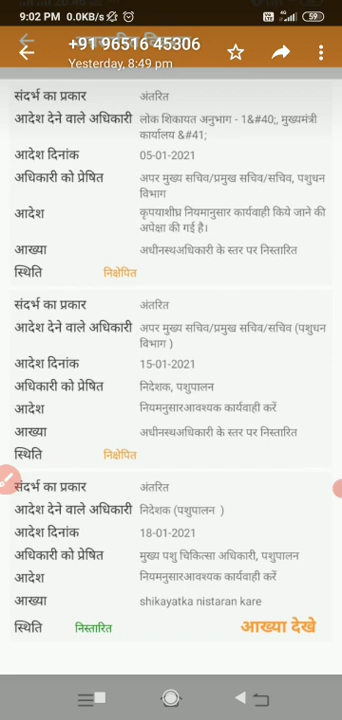 9:02 PM 0.0KB/s
4G 59
+91 96516 45306
Yesterday, 8:49 pm
संदर्भ का प्रकार अंतरित
आदेश देने वाले अधिकारी लोक शिकायत अनुभाग - 1&#40;, मुख्यमंत्री
कार्यालय &#41;
आदेश दिनांक 05-01-2021
अधिकारी को प्रेषित अपर मुख्य सचिव/प्रमुख सचिव/सचिव, पशुधन
विभाग
आदेश कृपयाशीघ्र नियमानुसार कार्यवाही किये जाने की
अपेक्षा की गई है।
आख्या अधीनस्थअधिकारी के स्तर पर निस्तारित
स्थिति निक्षेपित
संदर्भ का प्रकार अंतरित
आदेश देने वाले अधिकारी अपर मुख्य सचिव/प्रमुख सचिव/सचिव (पशुधन
विभाग )
आदेश दिनांक 15-01-2021
अधिकारी को प्रेषित निदेशक, पशुपालन
आदेश नियमनुसारआवश्यक कार्यवाही करें
आख्या अधीनस्थअधिकारी के स्तर पर निस्तारित
स्थिति निक्षेपित
संदर्भ का प्रकार अंतरित
आदेश देने वाले अधिकारी निदेशक (पशुपालन )
आदेश दिनांक 18-01-2021
अधिकारी को प्रेषित मुख्य पशु चिकित्सा अधिकारी, पशुपालन
आदेश नियमनुसारआवश्यक कार्यवाही करें
आख्या shikayatka nistaran kare
स्थिति निस्तारित आख्या देखे